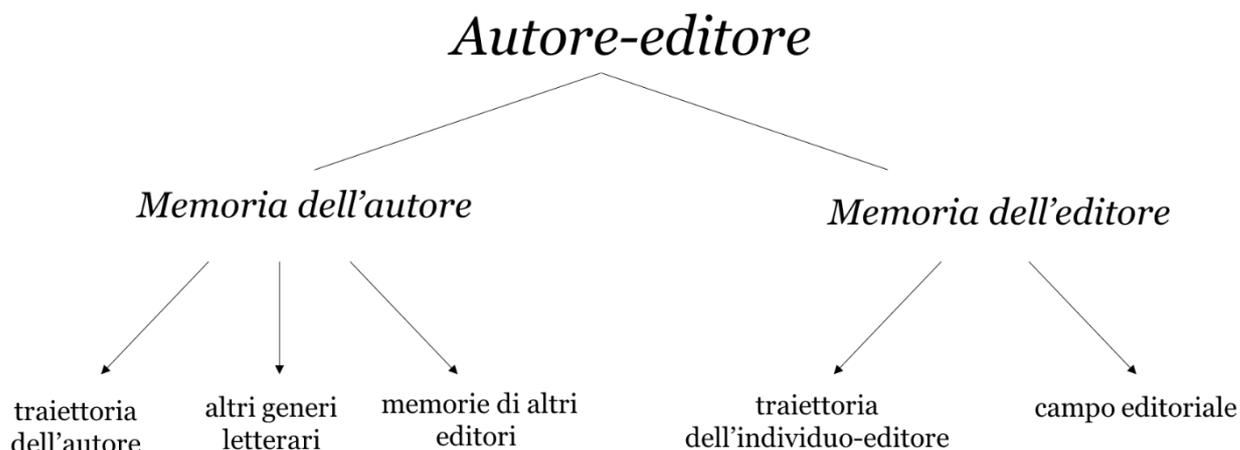 Autore-editore
Memoria dell’autore
Memoria dell’editore
traiettoria
dell’autore
altri generi
letterari
memorie di altri
editori
traiettoria
dell’individuo-editore
campo editoriale